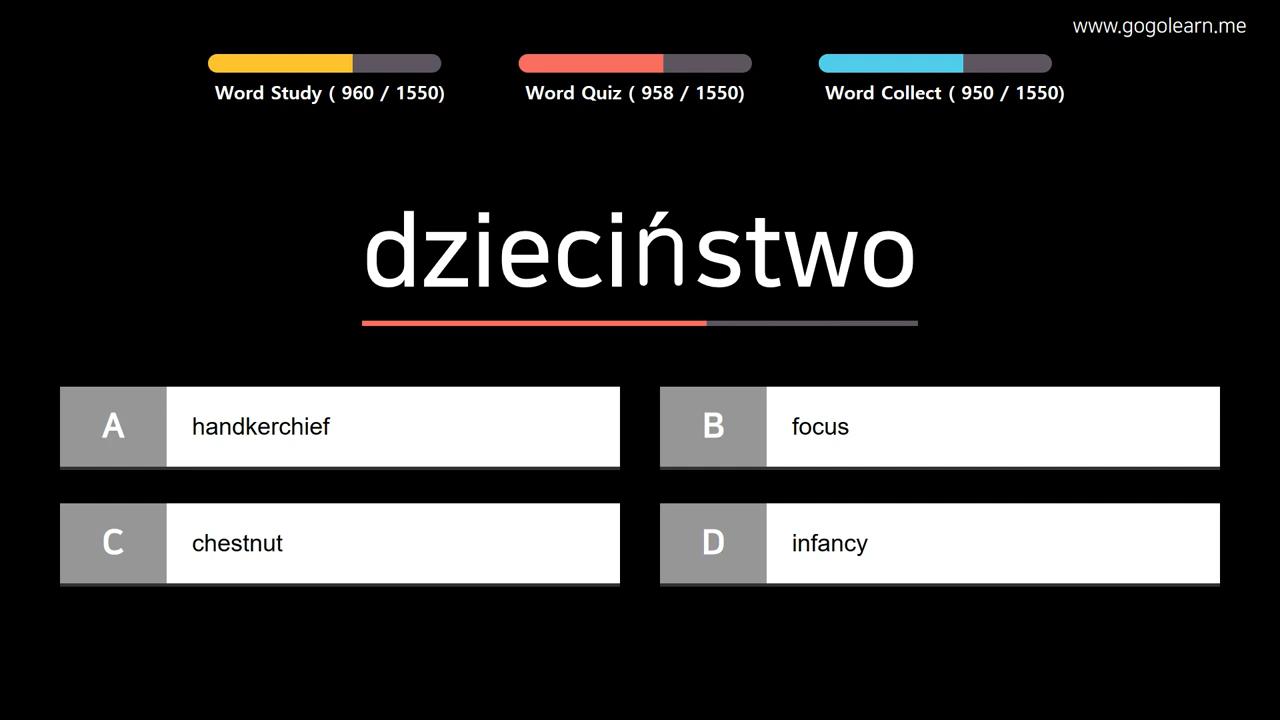 www.gogolearn.me
Word Study ( 960 / 1550)
Word Quiz ( 958 / 1550)
Word Collect ( 950 / 1550)
dzieciństwo
A handkerchief
B focus
C chestnut
D infancy